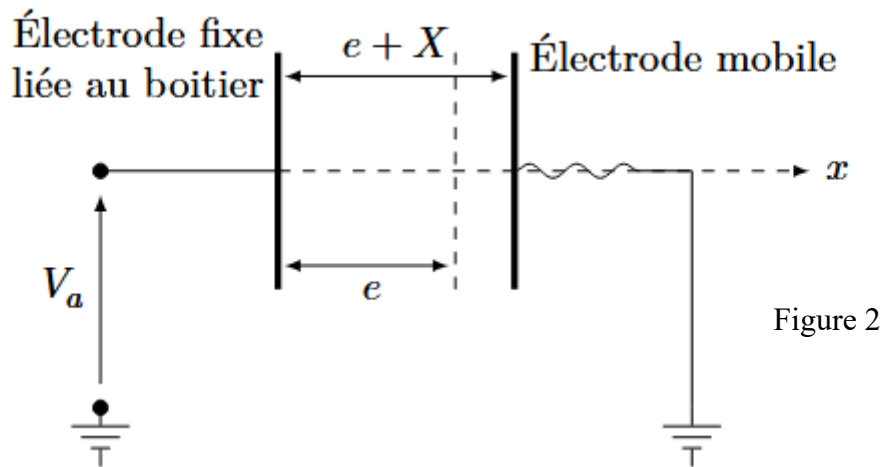 Électrode fixe
liée au boitier
e + X
Électrode mobile
x
e
V_a
Figure 2